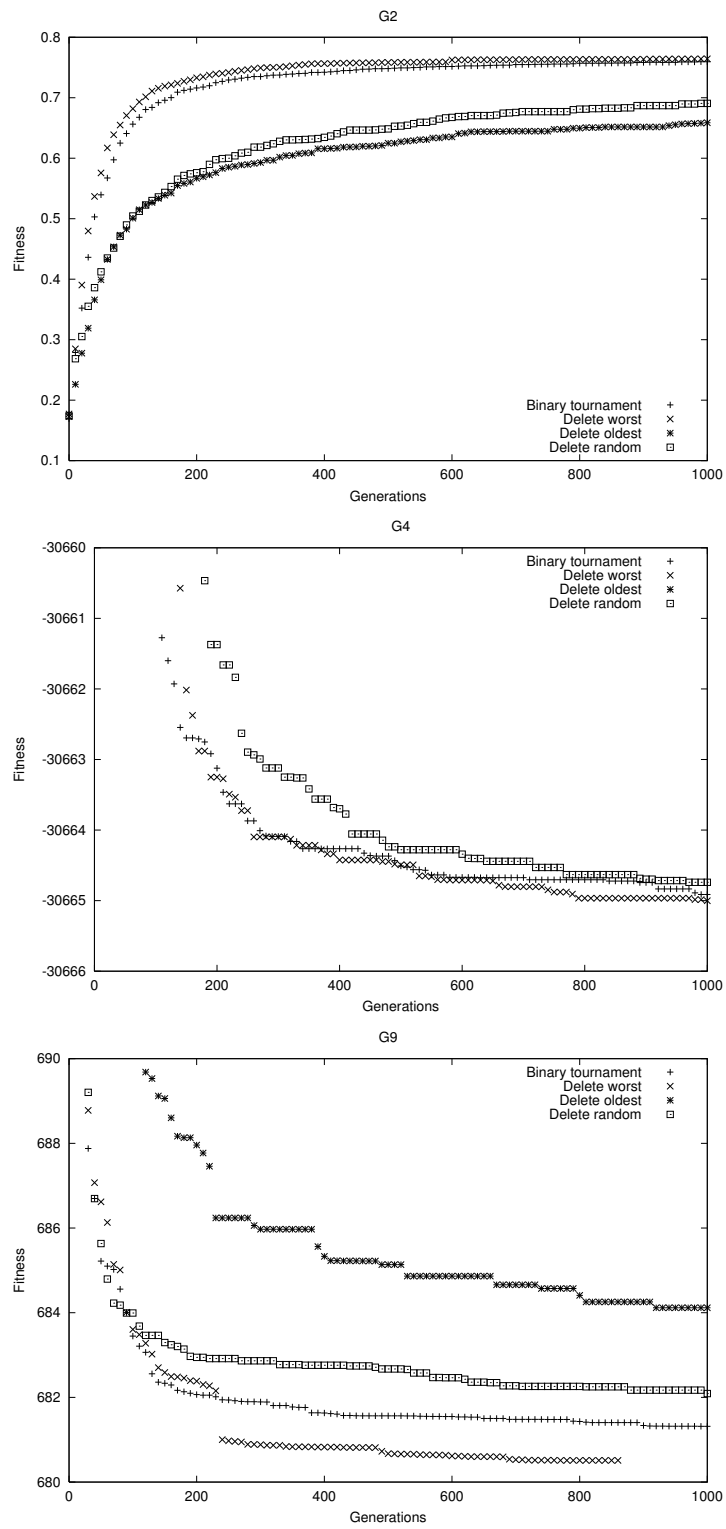 G2
0.8
0.7
0.6
0.5
0.4
0.3
0.2
0.1
Fitness
Binary tournament
Delete worst
Delete oldest
Delete random
0 200 400 600 800 1000
Generations
G4
-30660
-30661
-30662
-30663
-30664
-30665
-30666
Fitness
Binary tournament
Delete worst
Delete oldest
Delete random
0 200 400 600 800 1000
Generations
G9
690
688
686
684
682
680
Fitness
Binary tournament
Delete worst
Delete oldest
Delete random
0 200 400 600 800 1000
Generations